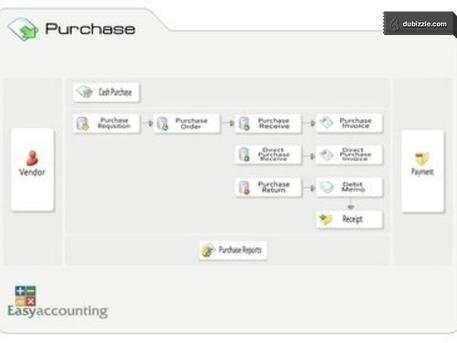 dubizzle.com
Purchase
Cash Purchase
Purchase
Requsition
Purchase
Order
Purchase
Receive
Purchase
Invoice
Direct
Purchase
Receive
Direct
Purchase
Invoice
Vendor
Payment
Purchase
Return
Debit
Memo
Receipt
Purchase Reports
Easyaccounting